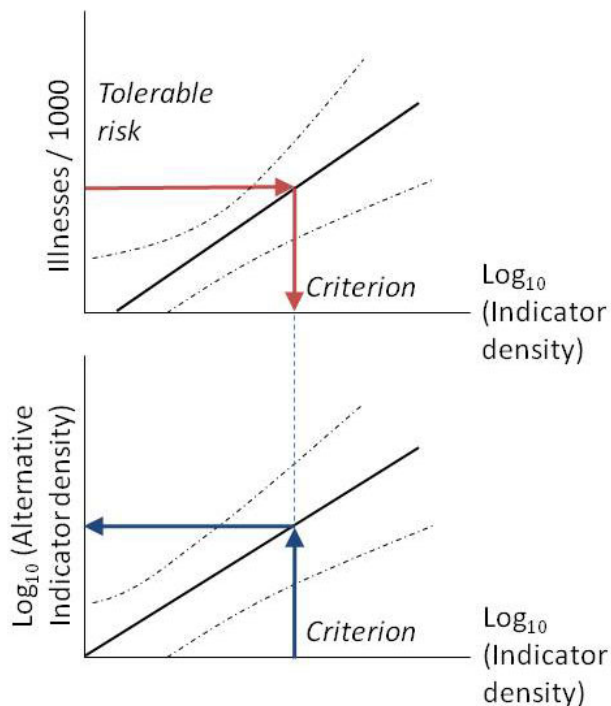 Illnesses / 1000
Tolerable
risk
Criterion
Log10
(Indicator
density)
Log10 (Alternative
Indicator density)
Criterion
Log10
(Indicator
density)